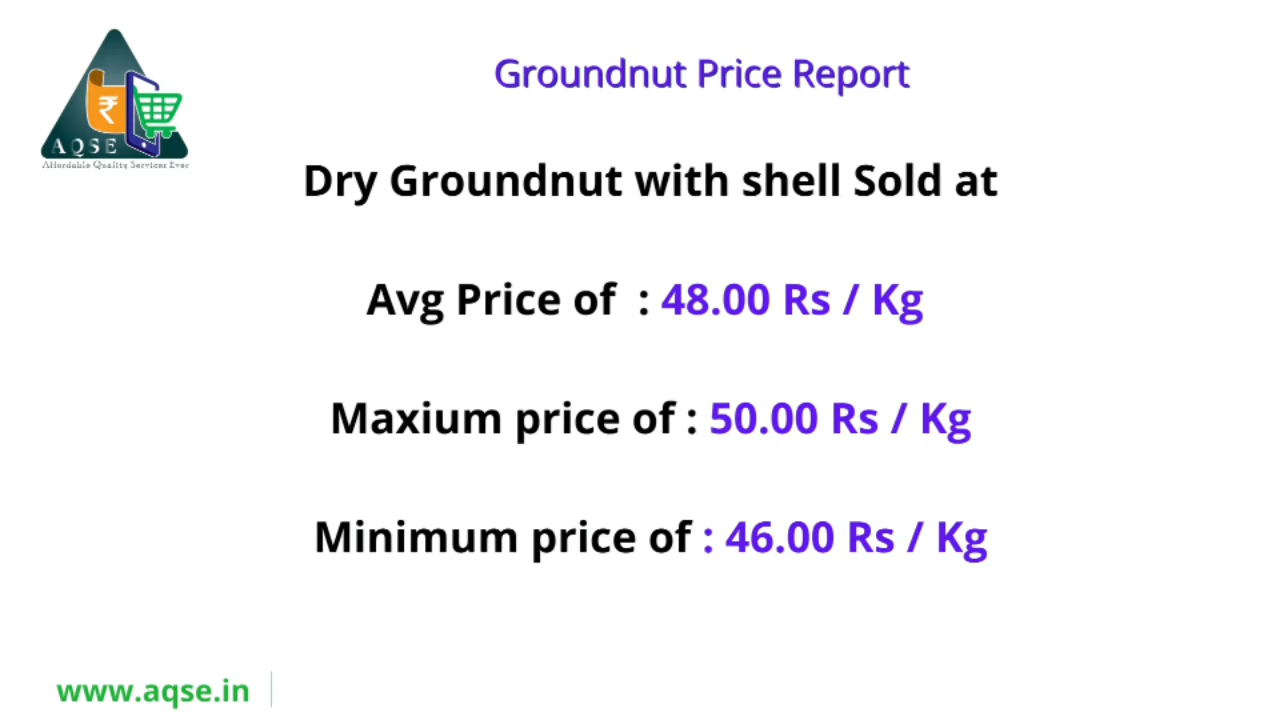 ₹
AQSE
Affordable Quality Services Ever
Groundnut Price Report
Dry Groundnut with shell Sold at
Avg Price of : 48.00 Rs / Kg
Maxium price of : 50.00 Rs / Kg
Minimum price of : 46.00 Rs / Kg
www.aqse.in